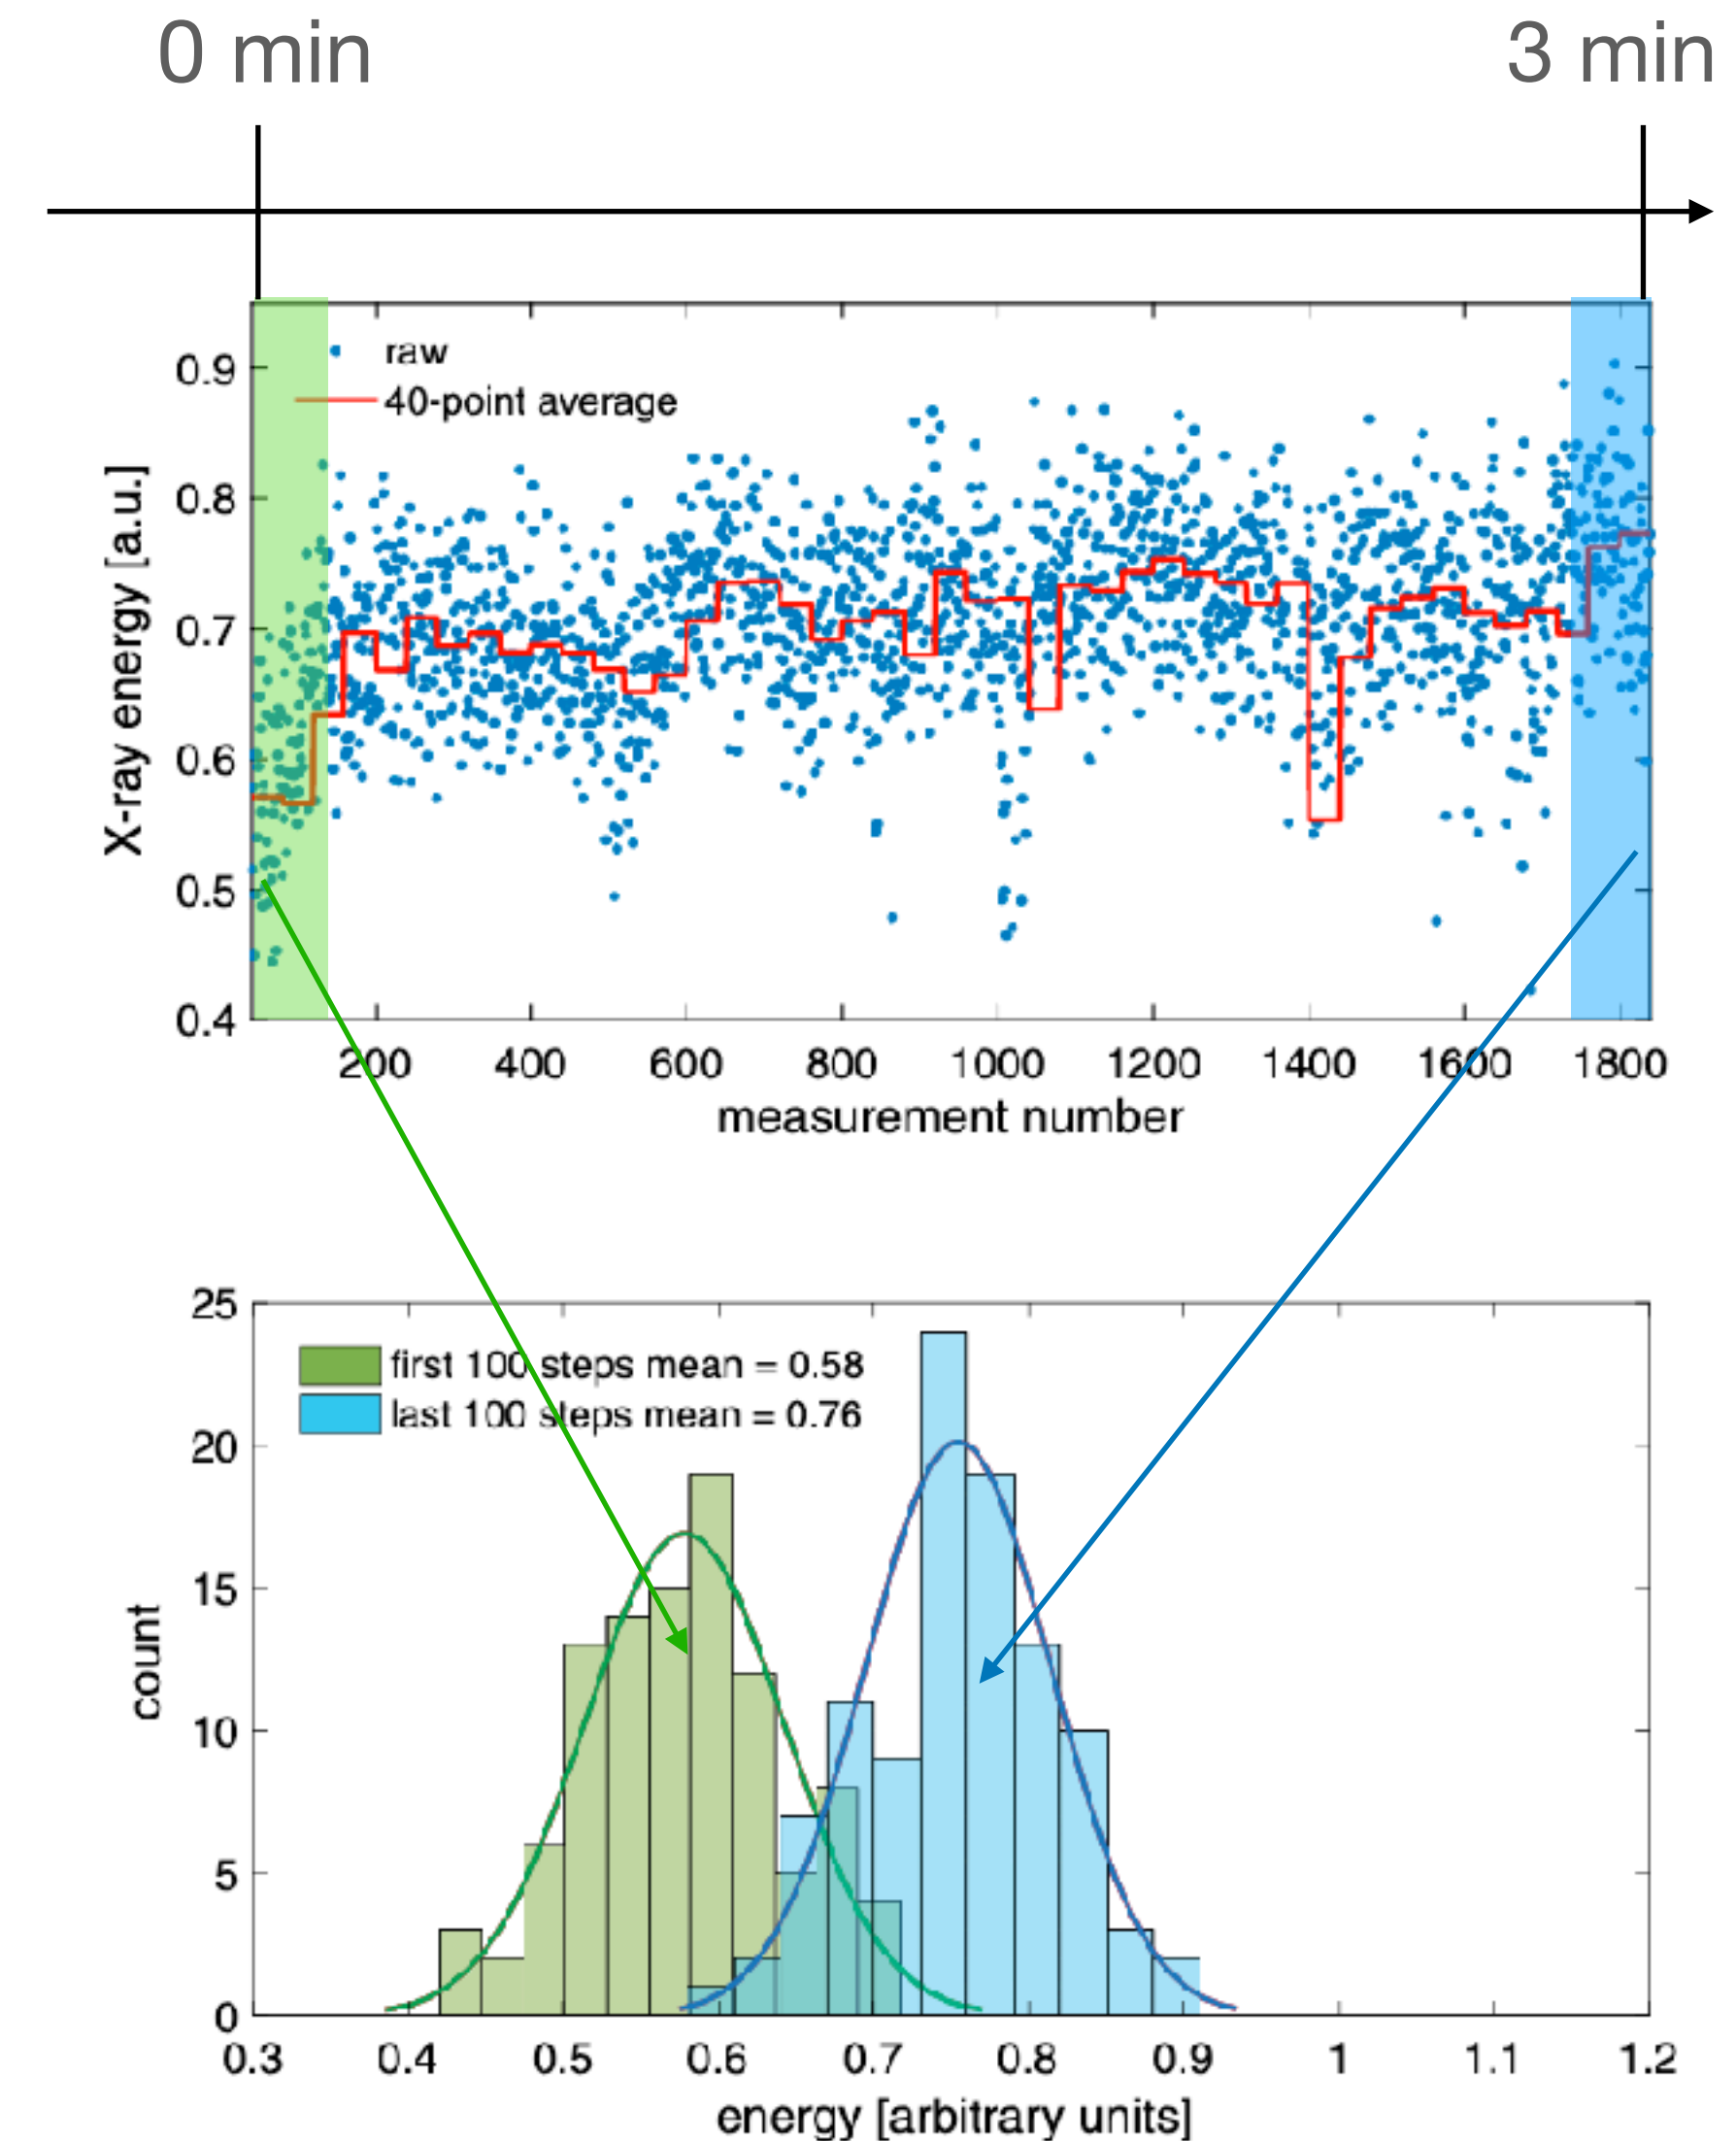 0 min
3 min
raw
40-point average
0.9
0.8
0.7
0.6
0.5
0.4
X-ray energy [a.u.]
200 400 600 800 1000 1200 1400 1600 1800
measurement number
25
20
15
10
5
0
count
first 100 steps mean = 0.58
last 100 steps mean = 0.76
0.3 0.4 0.5 0.6 0.7 0.8 0.9 1 1.1 1.2
energy [arbitrary units]